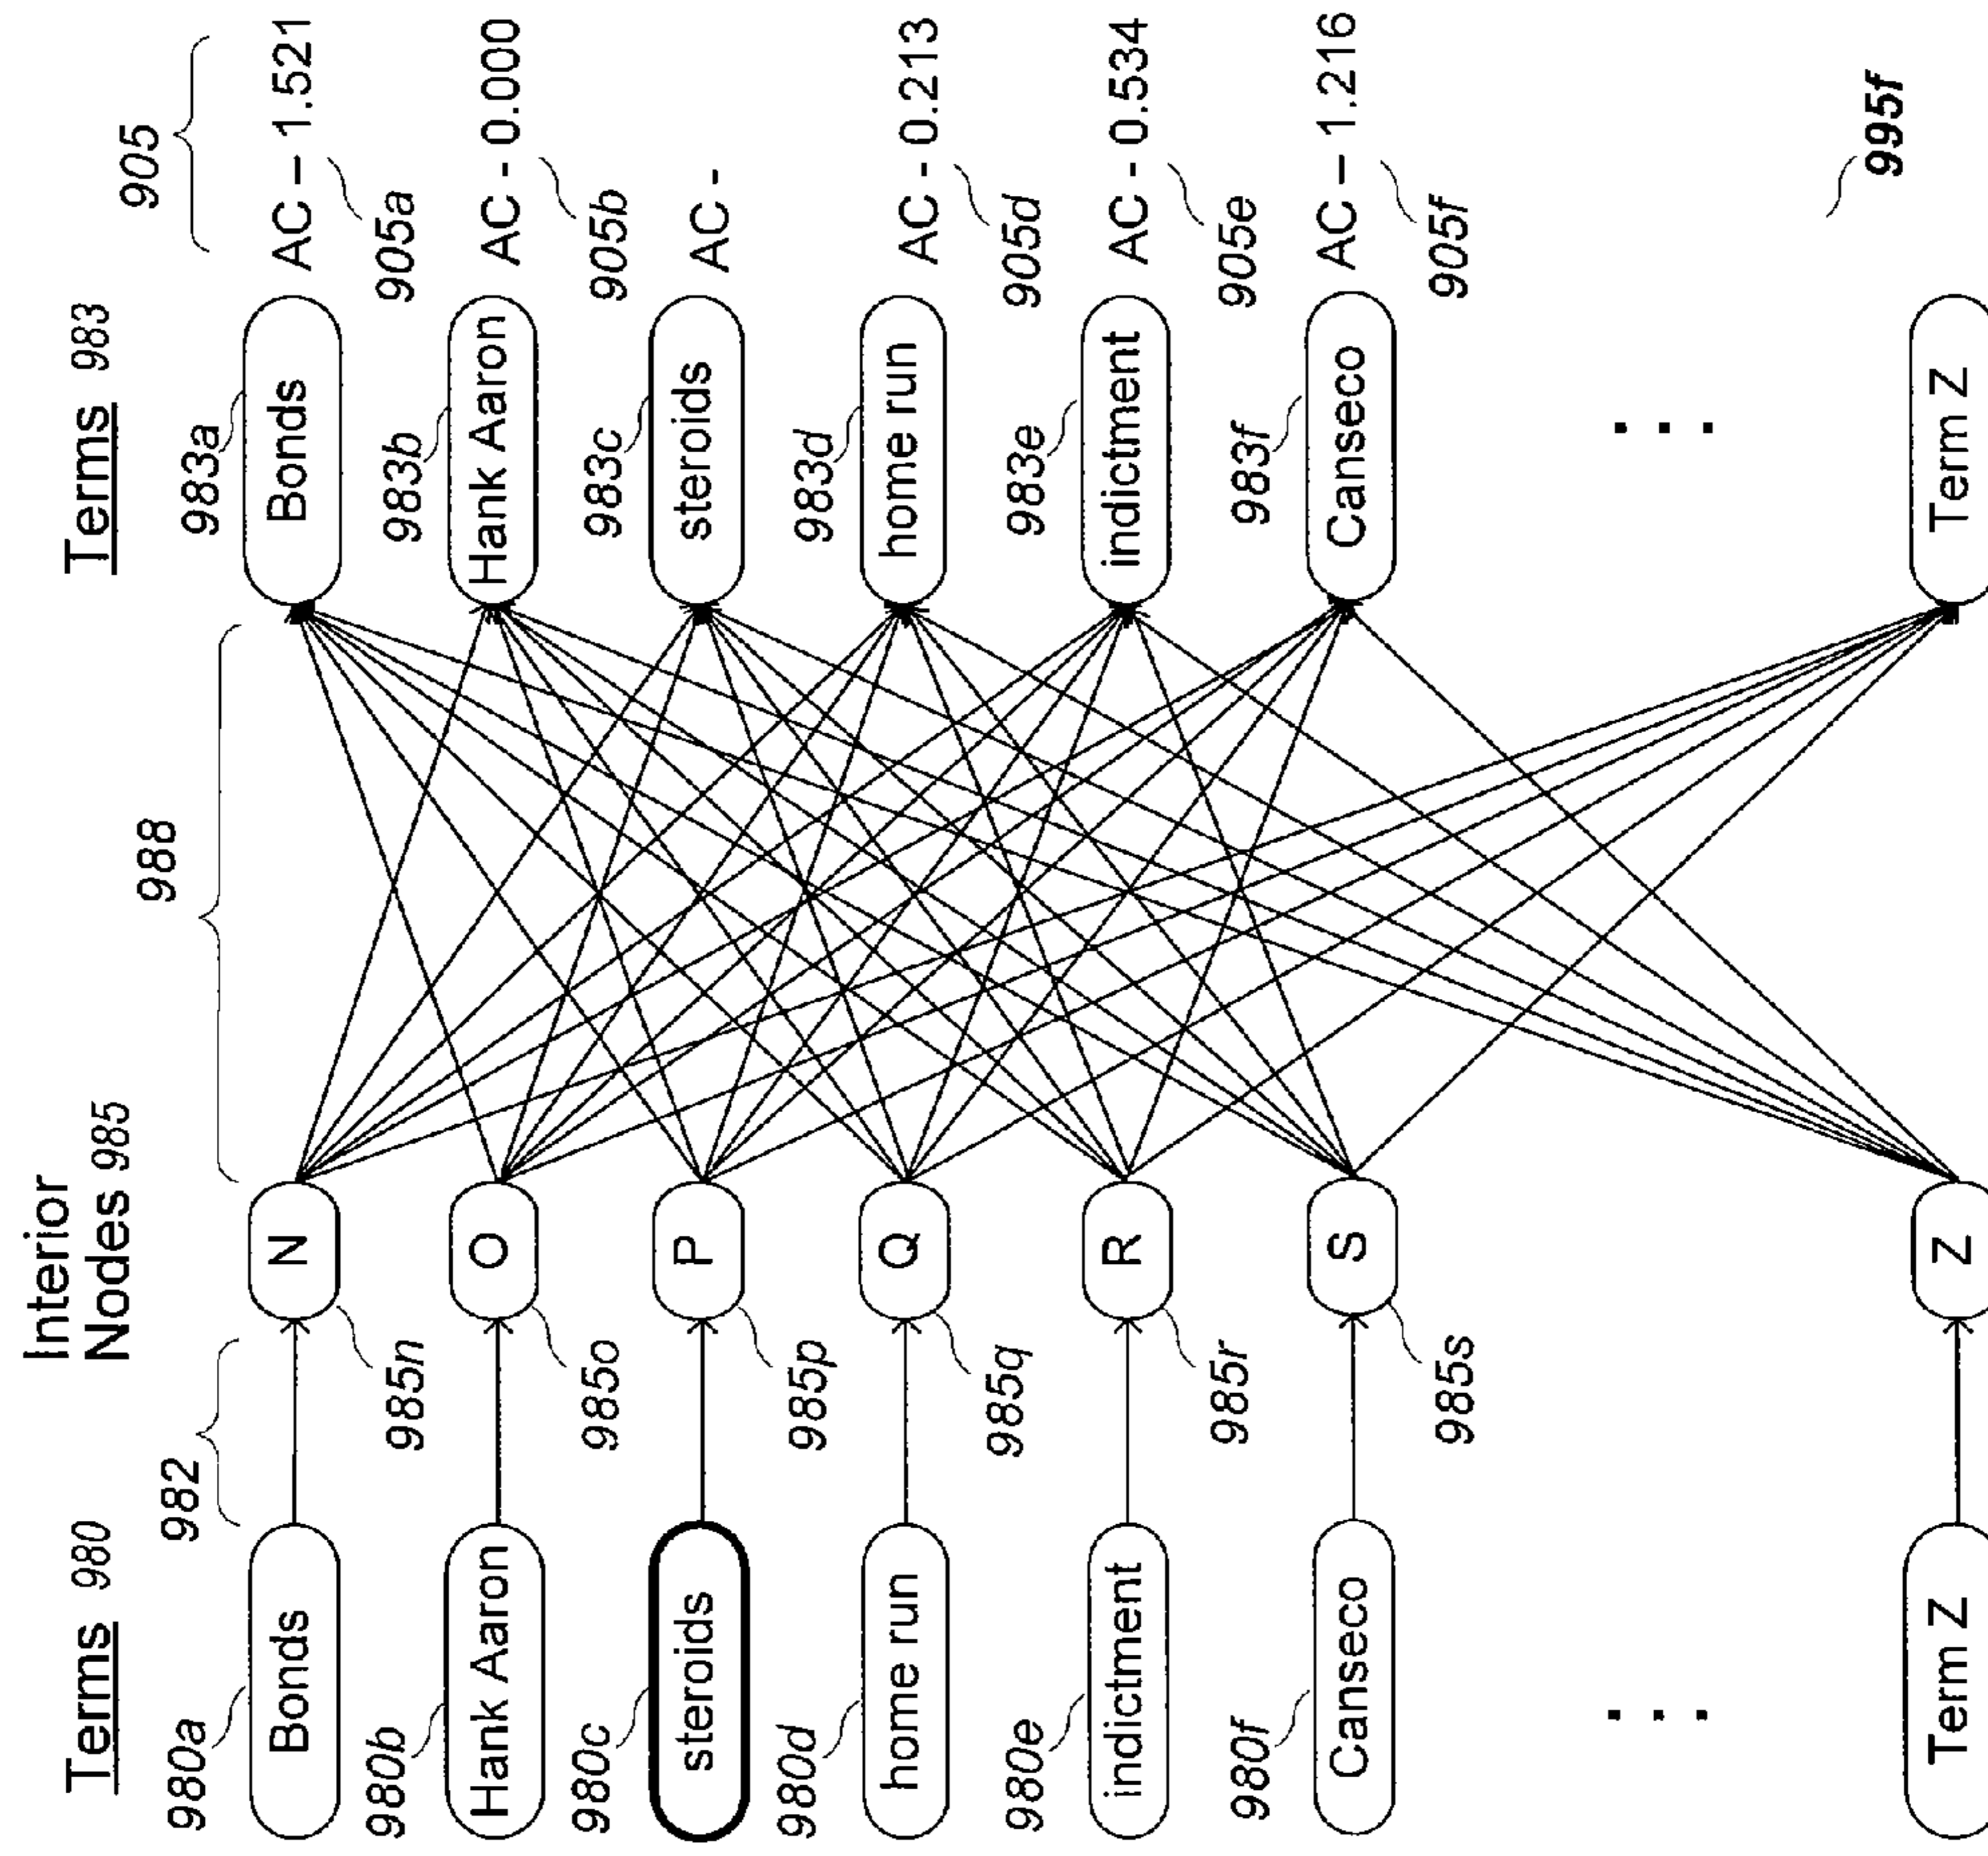 Terms 980
982
Interior
Nodes 985
988
Terms 983
905
980a
Bonds
N
985n
983a
Bonds
AC – 1.521
905a
980b
Hank Aaron
O
985o
983b
Hank Aaron
AC - 0.000
905b
980c
steroids
P
985p
983c
steroids
AC -
980d
home run
Q
985q
983d
home run
AC - 0.213
905d
980e
indictment
R
985r
983e
indictment
AC - 0.534
905e
980f
Canseco
S
985s
983f
Canseco
AC – 1.216
905f
. . .
. . .
995f
Term Z
Z
Term Z